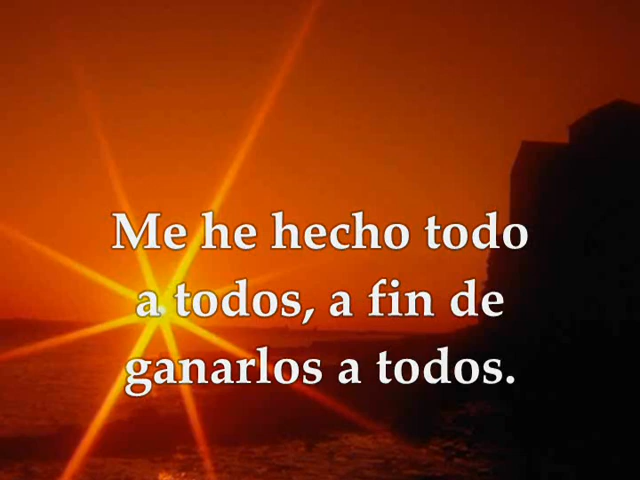 Me he hecho todo
a todos, a fin de
ganarlos a todos.